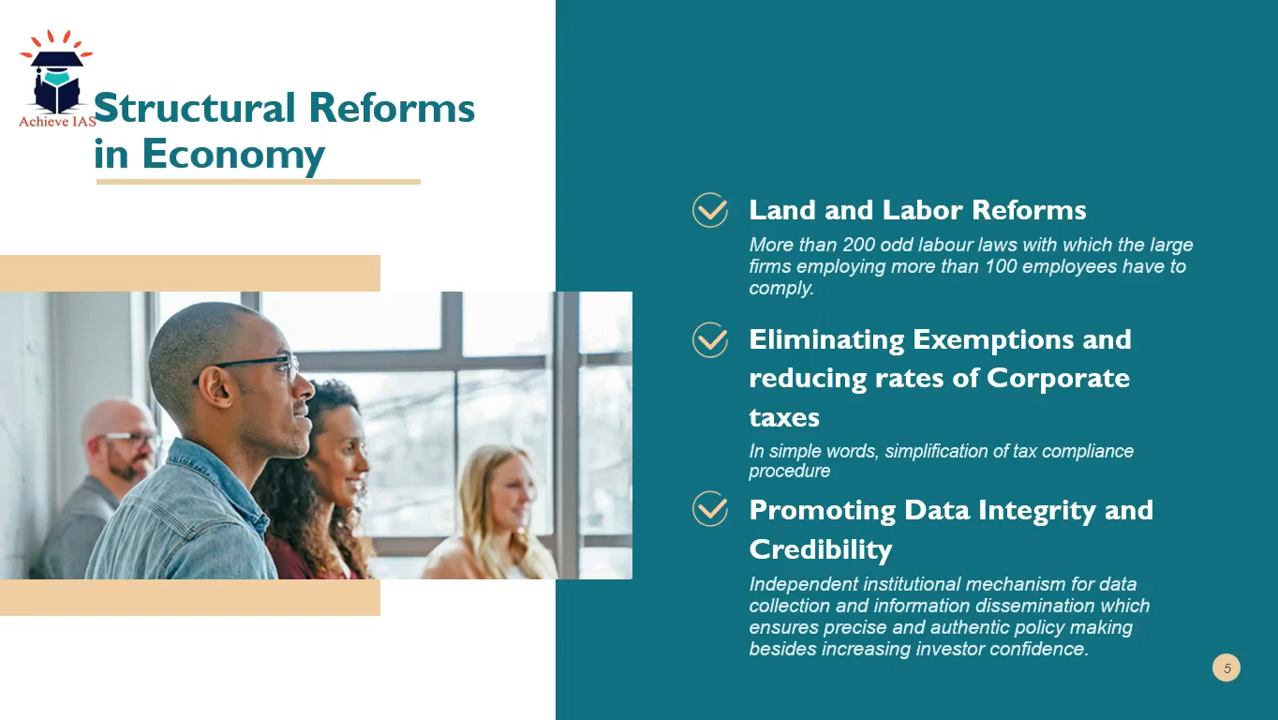 Achieve IAS
Structural Reforms
in Economy
Land and Labor Reforms
More than 200 odd labour laws with which the large
firms employing more than 100 employees have to
comply.
Eliminating Exemptions and
reducing rates of Corporate
taxes
In simple words, simplification of tax compliance
procedure
Promoting Data Integrity and
Credibility
Independent institutional mechanism for data
collection and information dissemination which
ensures precise and authentic policy making
besides increasing investor confidence.
5